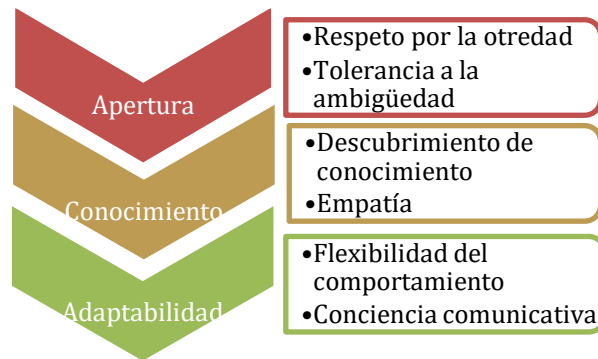 Apertura
•Respeto por la otredad
•Tolerancia a la
ambigüedad
Conocimiento
•Descubrimiento de
conocimiento
•Empatía
Adaptabilidad
•Flexibilidad del
comportamiento
•Conciencia comunicativa